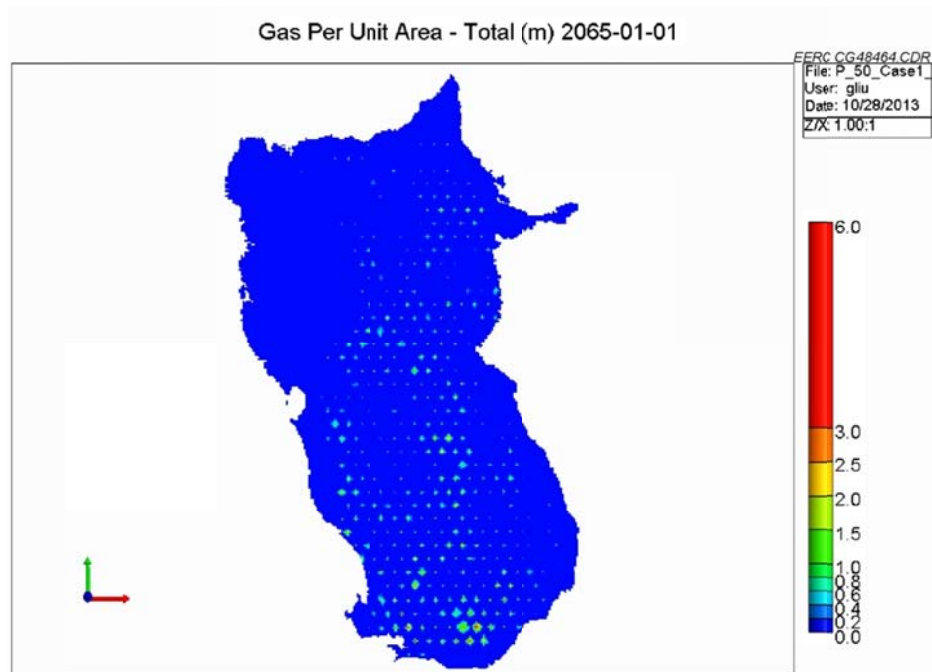 Gas Per Unit Area - Total (m) 2065-01-01
EERC CG48464.CDR
File: P_50_Case1_
User: gliu
Date: 10/28/2013
Z/X: 1.00:1
6.0
3.0
2.5
2.0
1.5
1.0
0.8
0.6
0.4
0.2
0.0